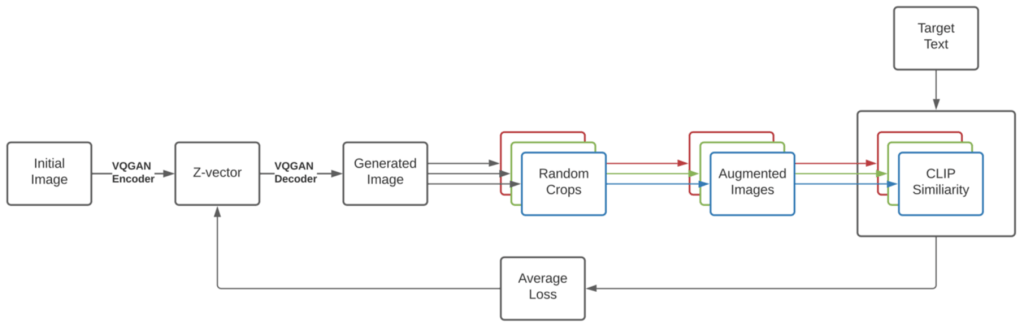 Target
Text
Initial
Image
VQGAN
Encoder
Z-vector
VQGAN
Decoder
Generated
Image
Random
Crops
Augmented
Images
CLIP
Similiarity
Average
Loss